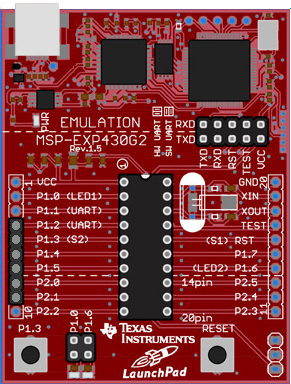 EMULATION
MSP-EXP430G2
Rev.1.5
PWR
HW UART
SW UART
RXD
TXD
TXD
RXD
RST
TEST
VCC
1
1 VCC
P1.0 (LED1)
P1.1 (UART)
P1.2 (UART)
P1.3 (S2)
P1.4
P1.5
P2.0
P2.1
10 P2.2
GND 20
XIN
XOUT
TEST
(S1) RST
P1.7
(LED2) P1.6
P2.5
P2.4
P2.3 11
14pin
20pin
P1.3
P1.0
P1.6
TEXAS
INSTRUMENTS
RESET
LaunchPad